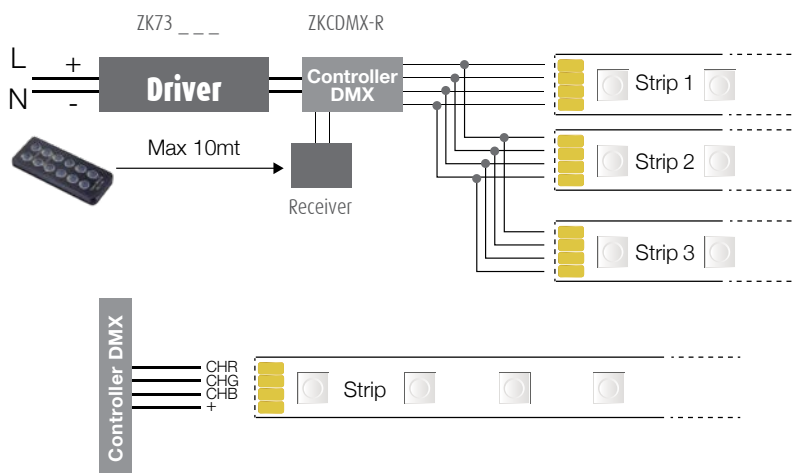 ZK73 _ _ _
ZKCDMX-R
L
+
N
-
Driver
Controller
DMX
Strip 1
Max 10mt
Receiver
Strip 2
Strip 3
Controller DMX
CHR
CHG
CHB
+
Strip